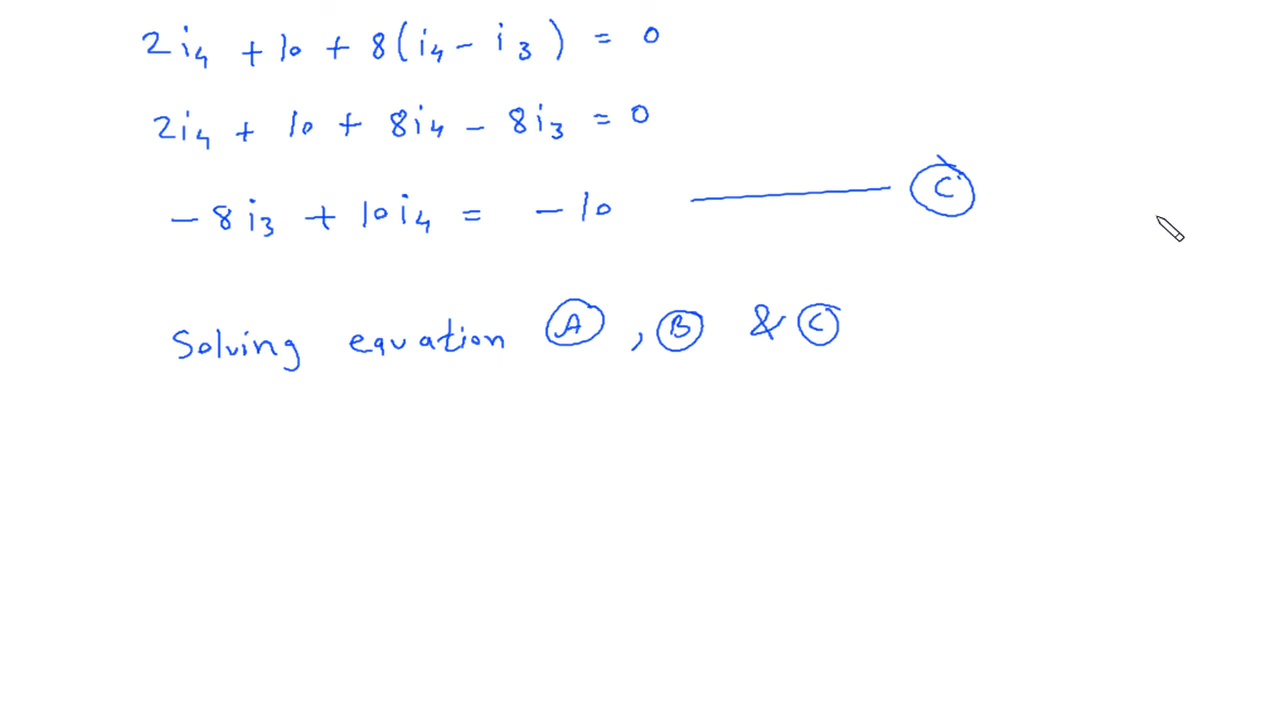 2i₄ + 10 + 8(i₄ - i₃) = 0
2i₄ + 10 + 8i₄ - 8i₃ = 0
-8i₃ + 10i₄ = -10 ——— C
Solving equation A, B & C